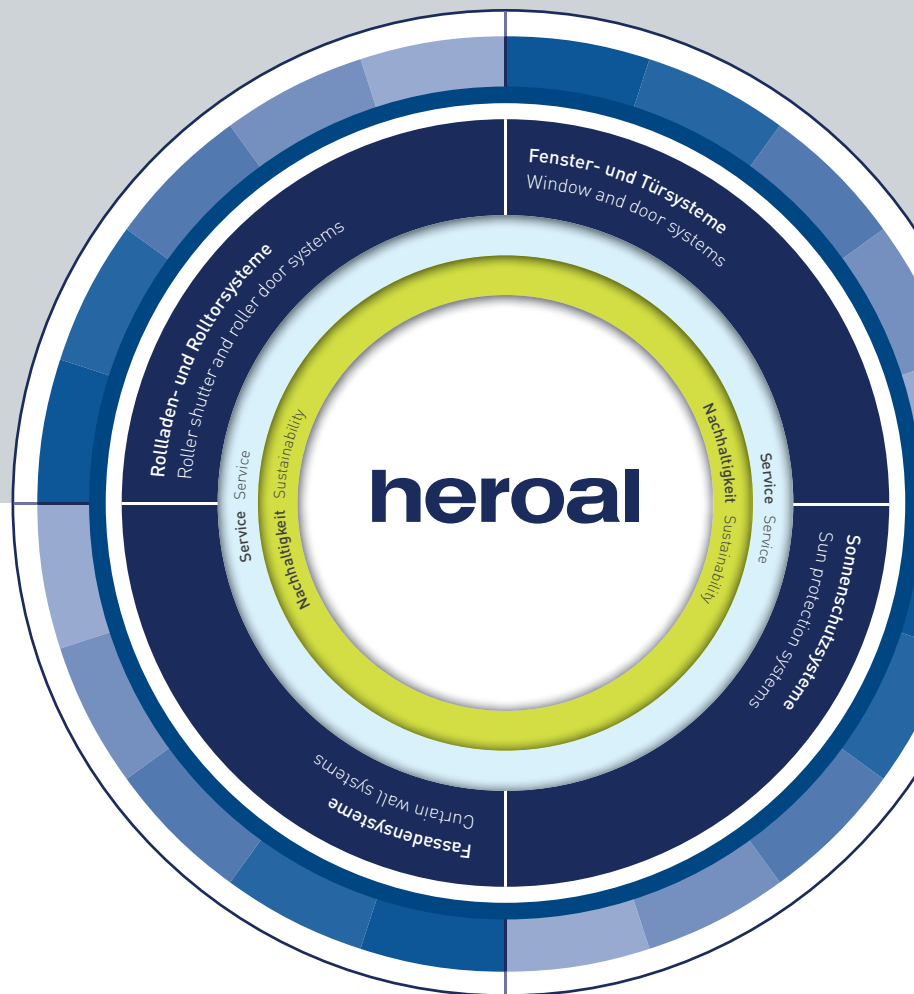 Fenster- und Türsysteme
Window and door systems
Rollladen- und Rolltorsysteme
Roller shutter and roller door systems
Service Service
Nachhaltigkeit Sustainability
heroal
Nachhaltigkeit Sustainability
Service Service
Sonnenschutzsysteme
Sun protection systems
Fassadensysteme
Curtain wall systems